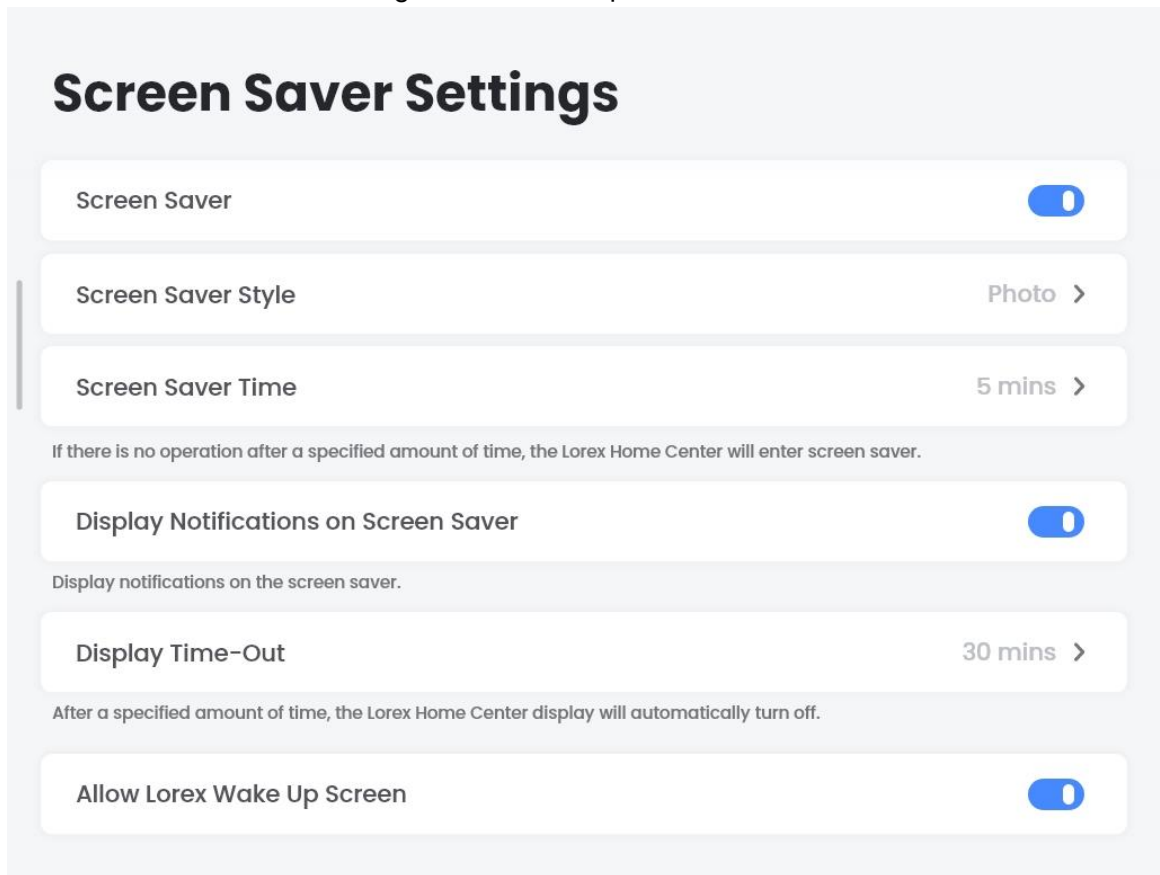 Screen Saver Settings
Screen Saver
Screen Saver Style Photo >
Screen Saver Time 5 mins >
If there is no operation after a specified amount of time, the Lorex Home Center will enter screen saver.
Display Notifications on Screen Saver
Display notifications on the screen saver.
Display Time-Out 30 mins >
After a specified amount of time, the Lorex Home Center display will automatically turn off.
Allow Lorex Wake Up Screen